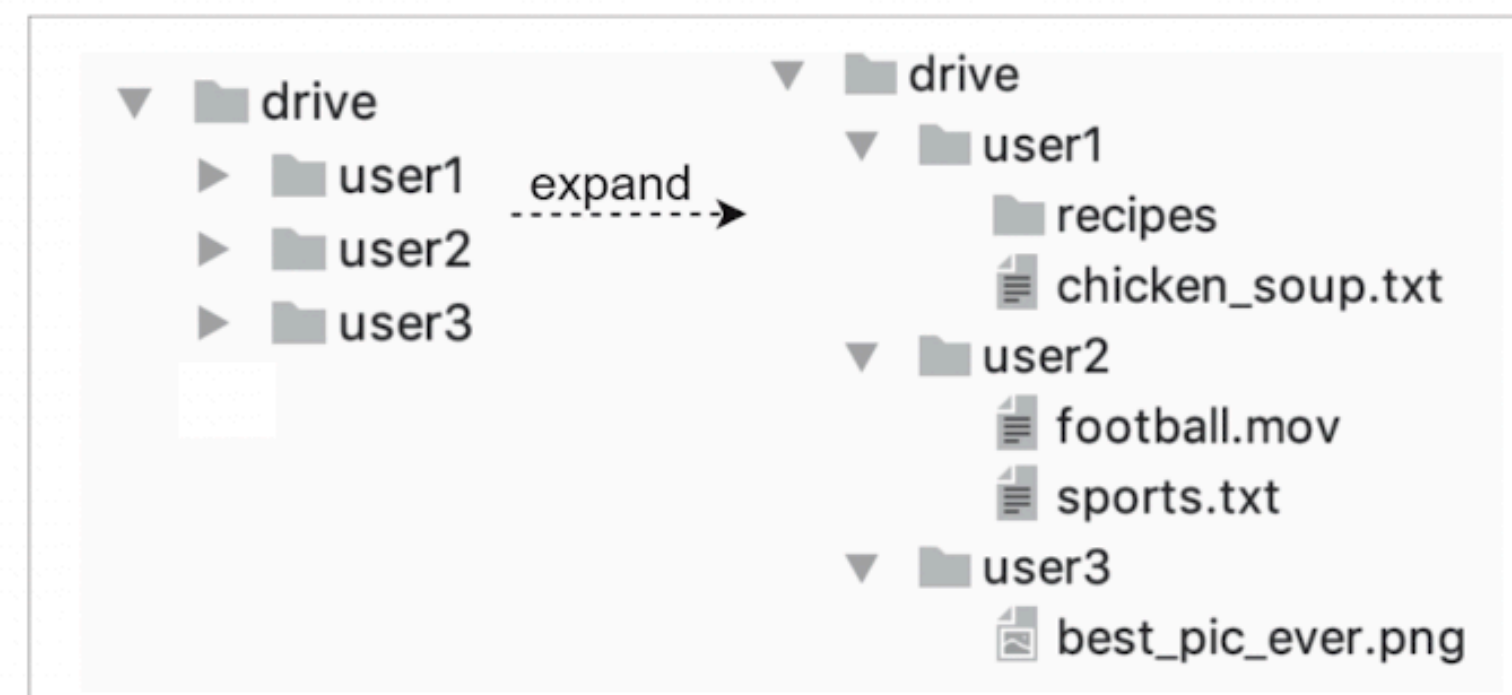 drive
user1
user2
user3
expand
drive
user1
recipes
chicken_soup.txt
user2
football.mov
sports.txt
user3
best_pic_ever.png